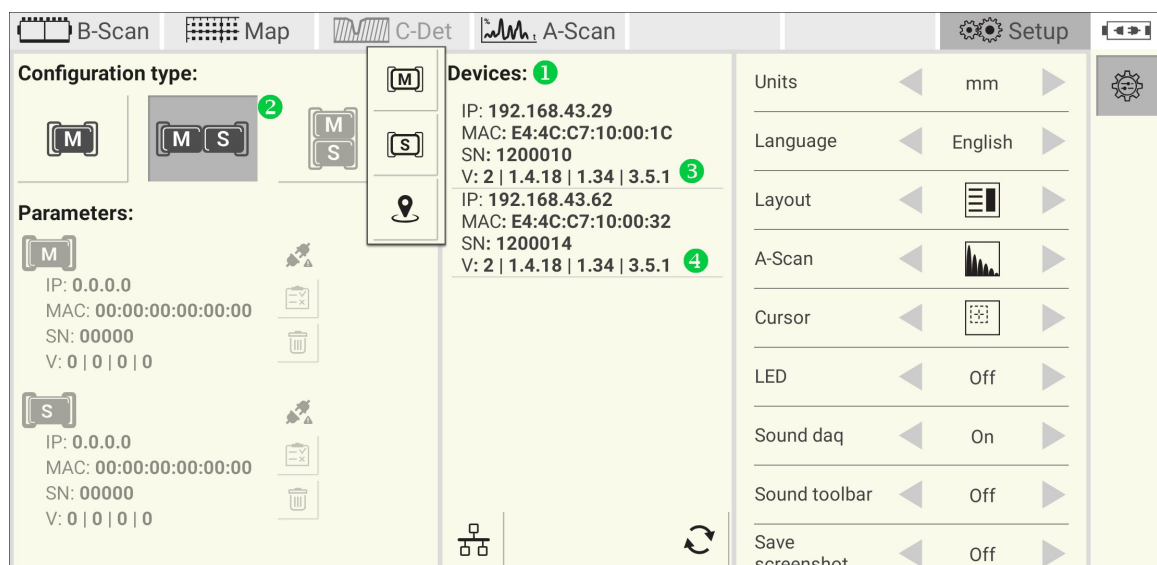 B-Scan
Map
C-Det
A-Scan
Setup
Configuration type:
2
M
M S
M
S
Parameters:
M
IP: 0.0.0.0
MAC: 00:00:00:00:00:00
SN: 00000
V: 0 | 0 | 0 | 0
S
IP: 0.0.0.0
MAC: 00:00:00:00:00:00
SN: 00000
V: 0 | 0 | 0 | 0
M
S
Devices: 1
IP: 192.168.43.29
MAC: E4:4C:C7:10:00:1C
SN: 1200010
V: 2 | 1.4.18 | 1.34 | 3.5.1 3
IP: 192.168.43.62
MAC: E4:4C:C7:10:00:32
SN: 1200014
V: 2 | 1.4.18 | 1.34 | 3.5.1 4
Units mm
Language English
Layout
A-Scan
Cursor
LED Off
Sound daq On
Sound toolbar Off
Save
screenshot Off